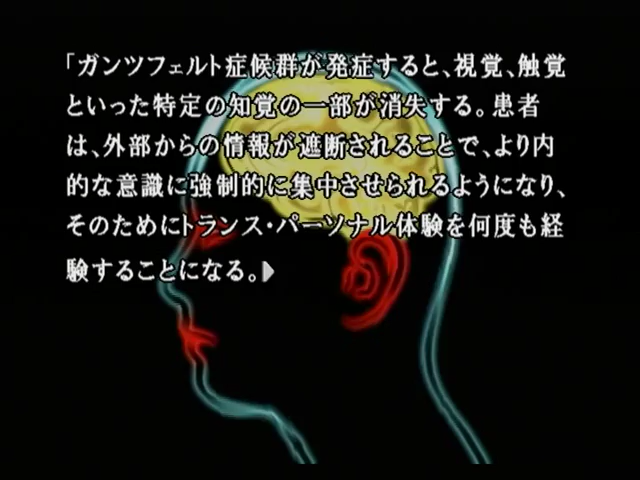 「ガンツフェルト症候群が発症すると、視覚、触覚
といった特定の知覚の一部が消失する。患者
は、外部からの情報が遮断されることで、より内
的な意識に強制的に集中させられるようになり、
そのためにトランス・パーソナル体験を何度も経
験することになる。